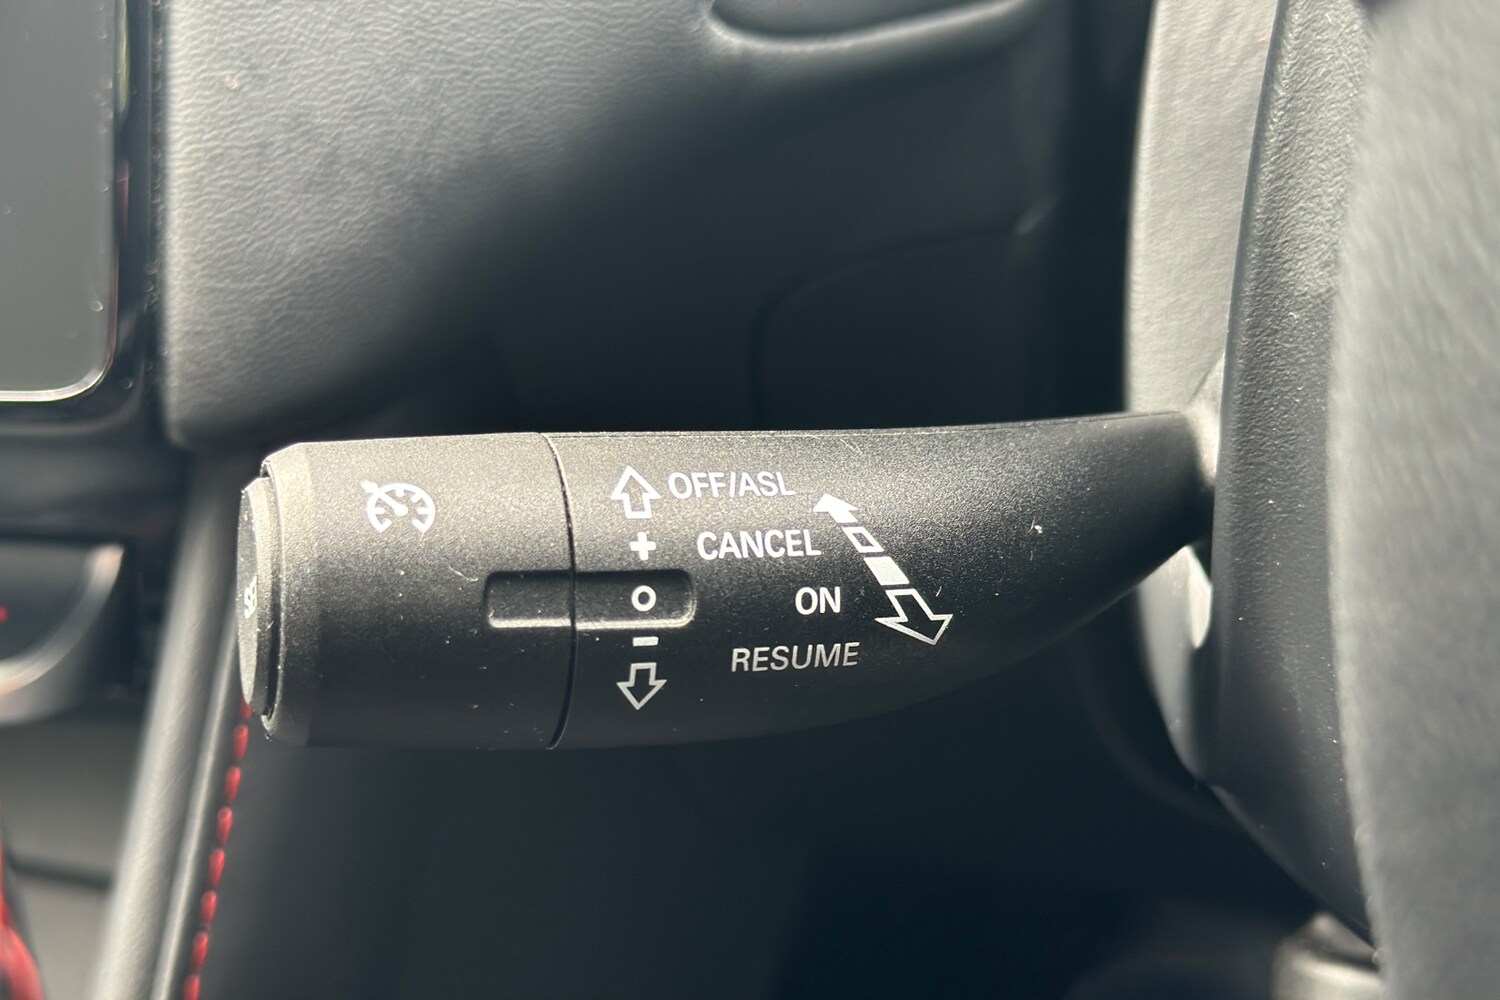 OFF/ASL
+
CANCEL
O
ON
−
RESUME